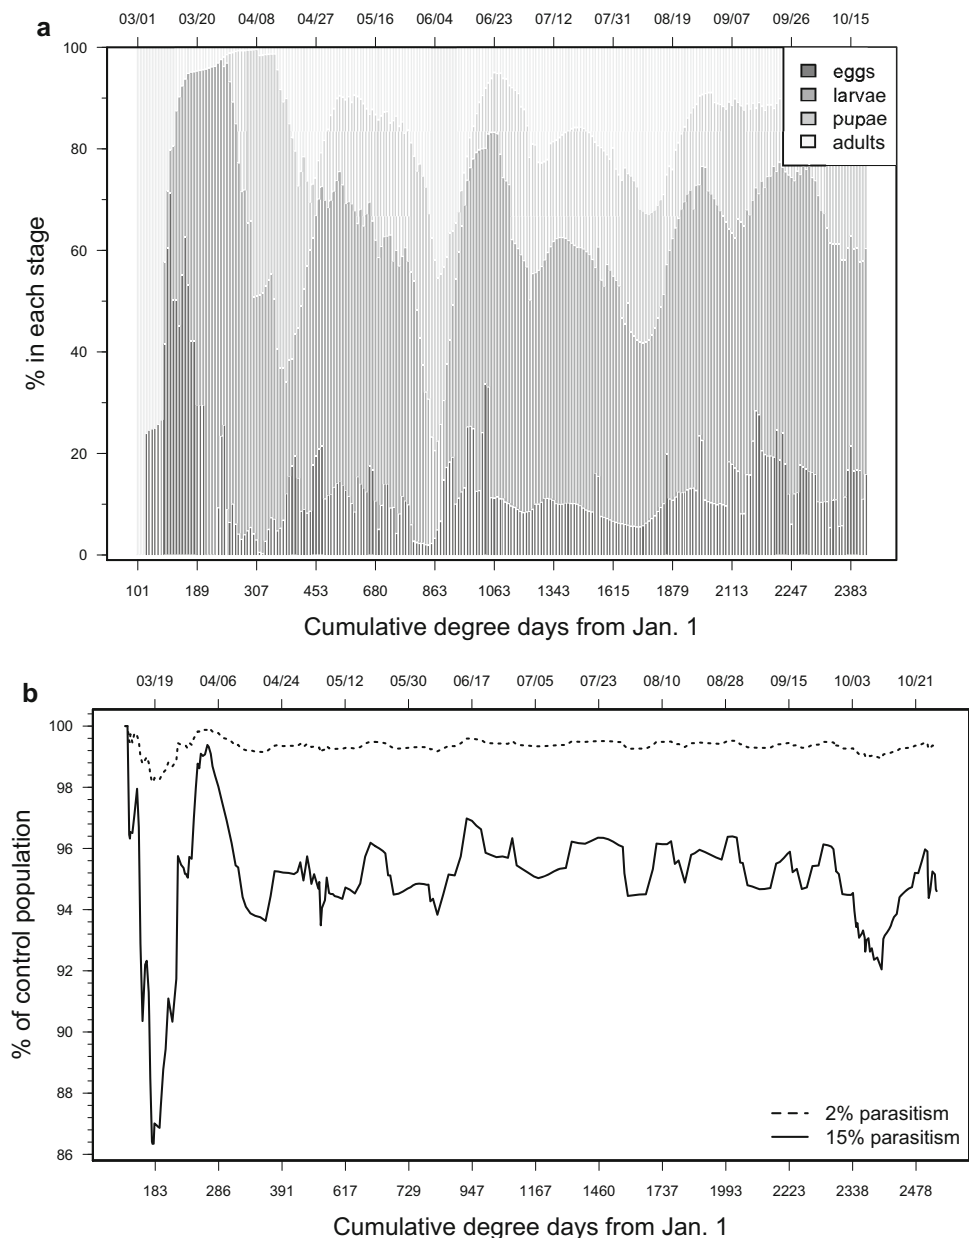 a
03/01 03/20 04/08 04/27 05/16 06/04 06/23 07/12 07/31 08/19 09/07 09/26 10/15
100
80
60
40
20
0
% in each stage
eggs
larvae
pupae
adults
101 189 307 453 680 863 1063 1343 1615 1879 2113 2247 2383
Cumulative degree days from Jan. 1
b
03/19 04/06 04/24 05/12 05/30 06/17 07/05 07/23 08/10 08/28 09/15 10/03 10/21
100
98
96
94
92
90
88
86
% of control population
2% parasitism
15% parasitism
183 286 391 617 729 947 1167 1460 1737 1993 2223 2338 2478
Cumulative degree days from Jan. 1